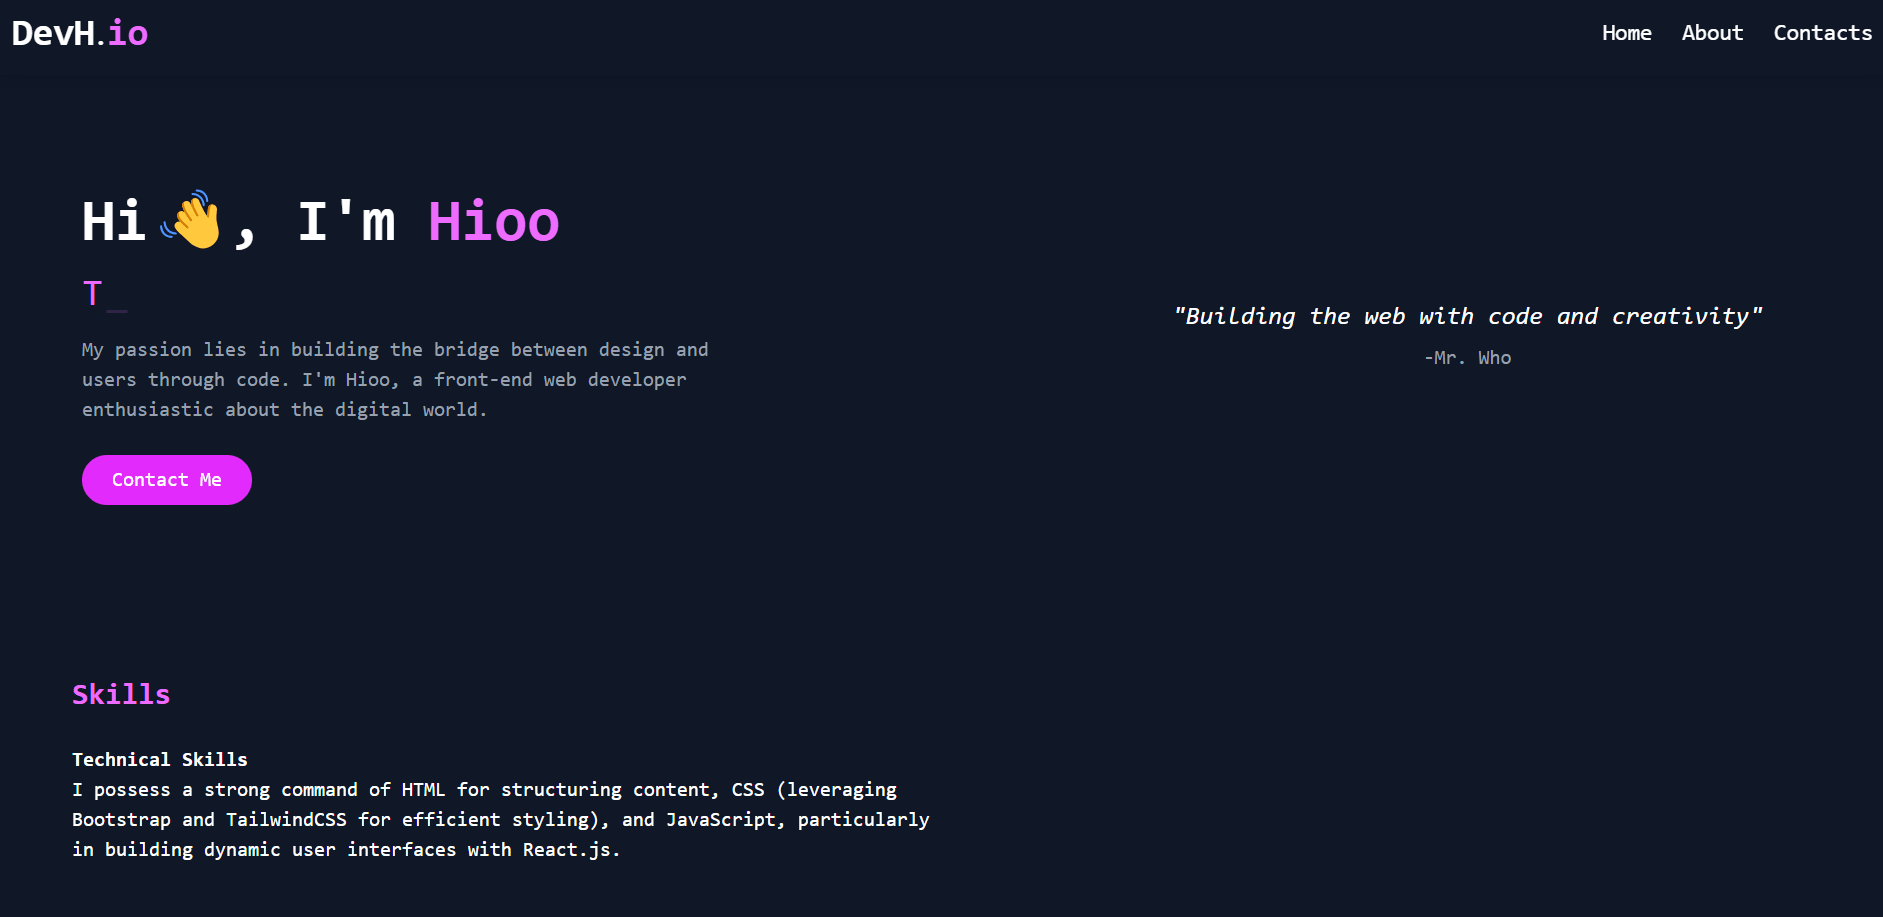 DevH.io
Home About Contacts
Hi👋, I'm Hioo
T_
My passion lies in building the bridge between design and
users through code. I'm Hioo, a front-end web developer
enthusiastic about the digital world.
Contact Me
"Building the web with code and creativity"
-Mr. Who
Skills
Technical Skills
I possess a strong command of HTML for structuring content, CSS (leveraging
Bootstrap and TailwindCSS for efficient styling), and JavaScript, particularly
in building dynamic user interfaces with React.js.